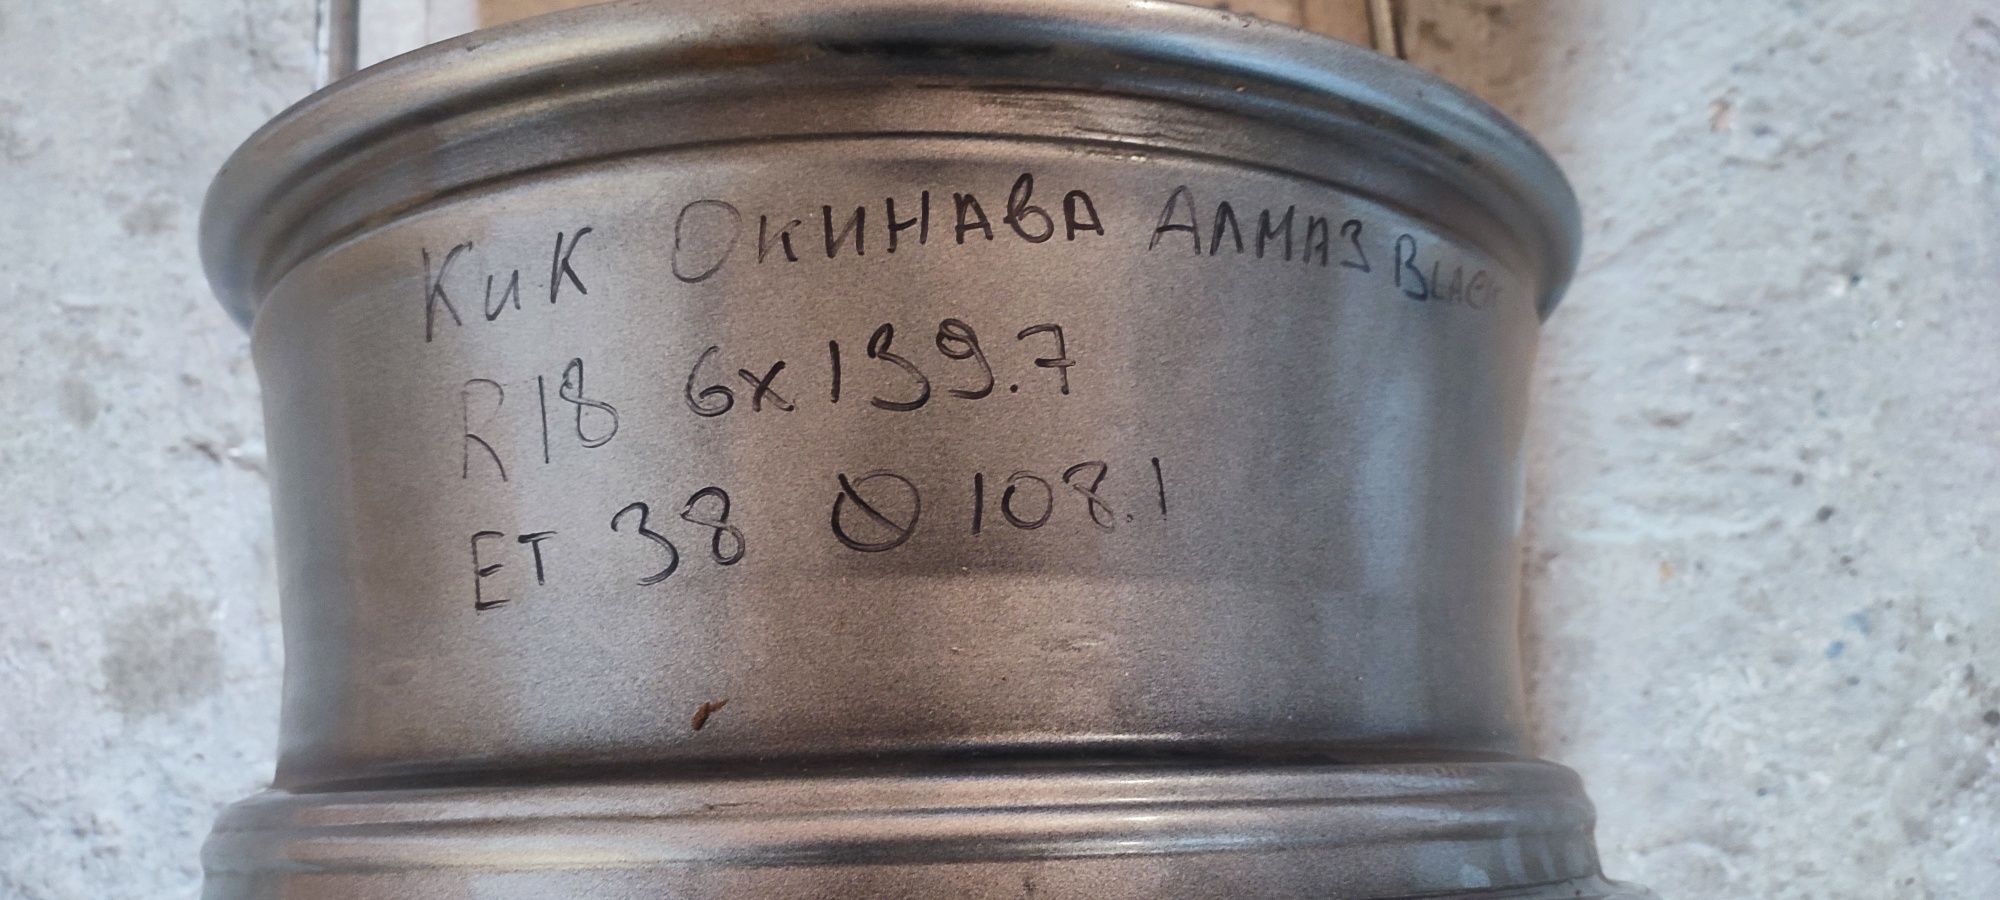 КиК ОКИНАВА АЛМАЗ BLACK
R18 6x139.7
ET 38 Ø 108.1